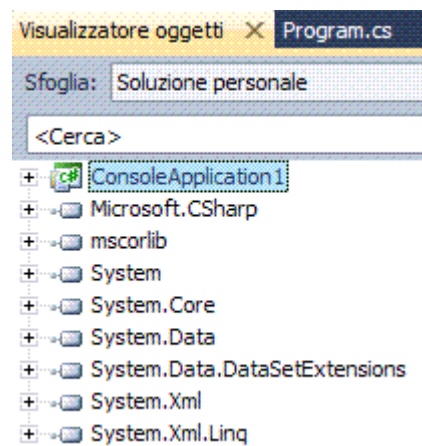 Visualizzatore oggetti Program.cs
Sfoglia: Soluzione personale
<Cerca>
ConsoleApplication1
Microsoft.CSharp
mscorlib
System
System.Core
System.Data
System.Data.DataSetExtensions
System.Xml
System.Xml.Linq